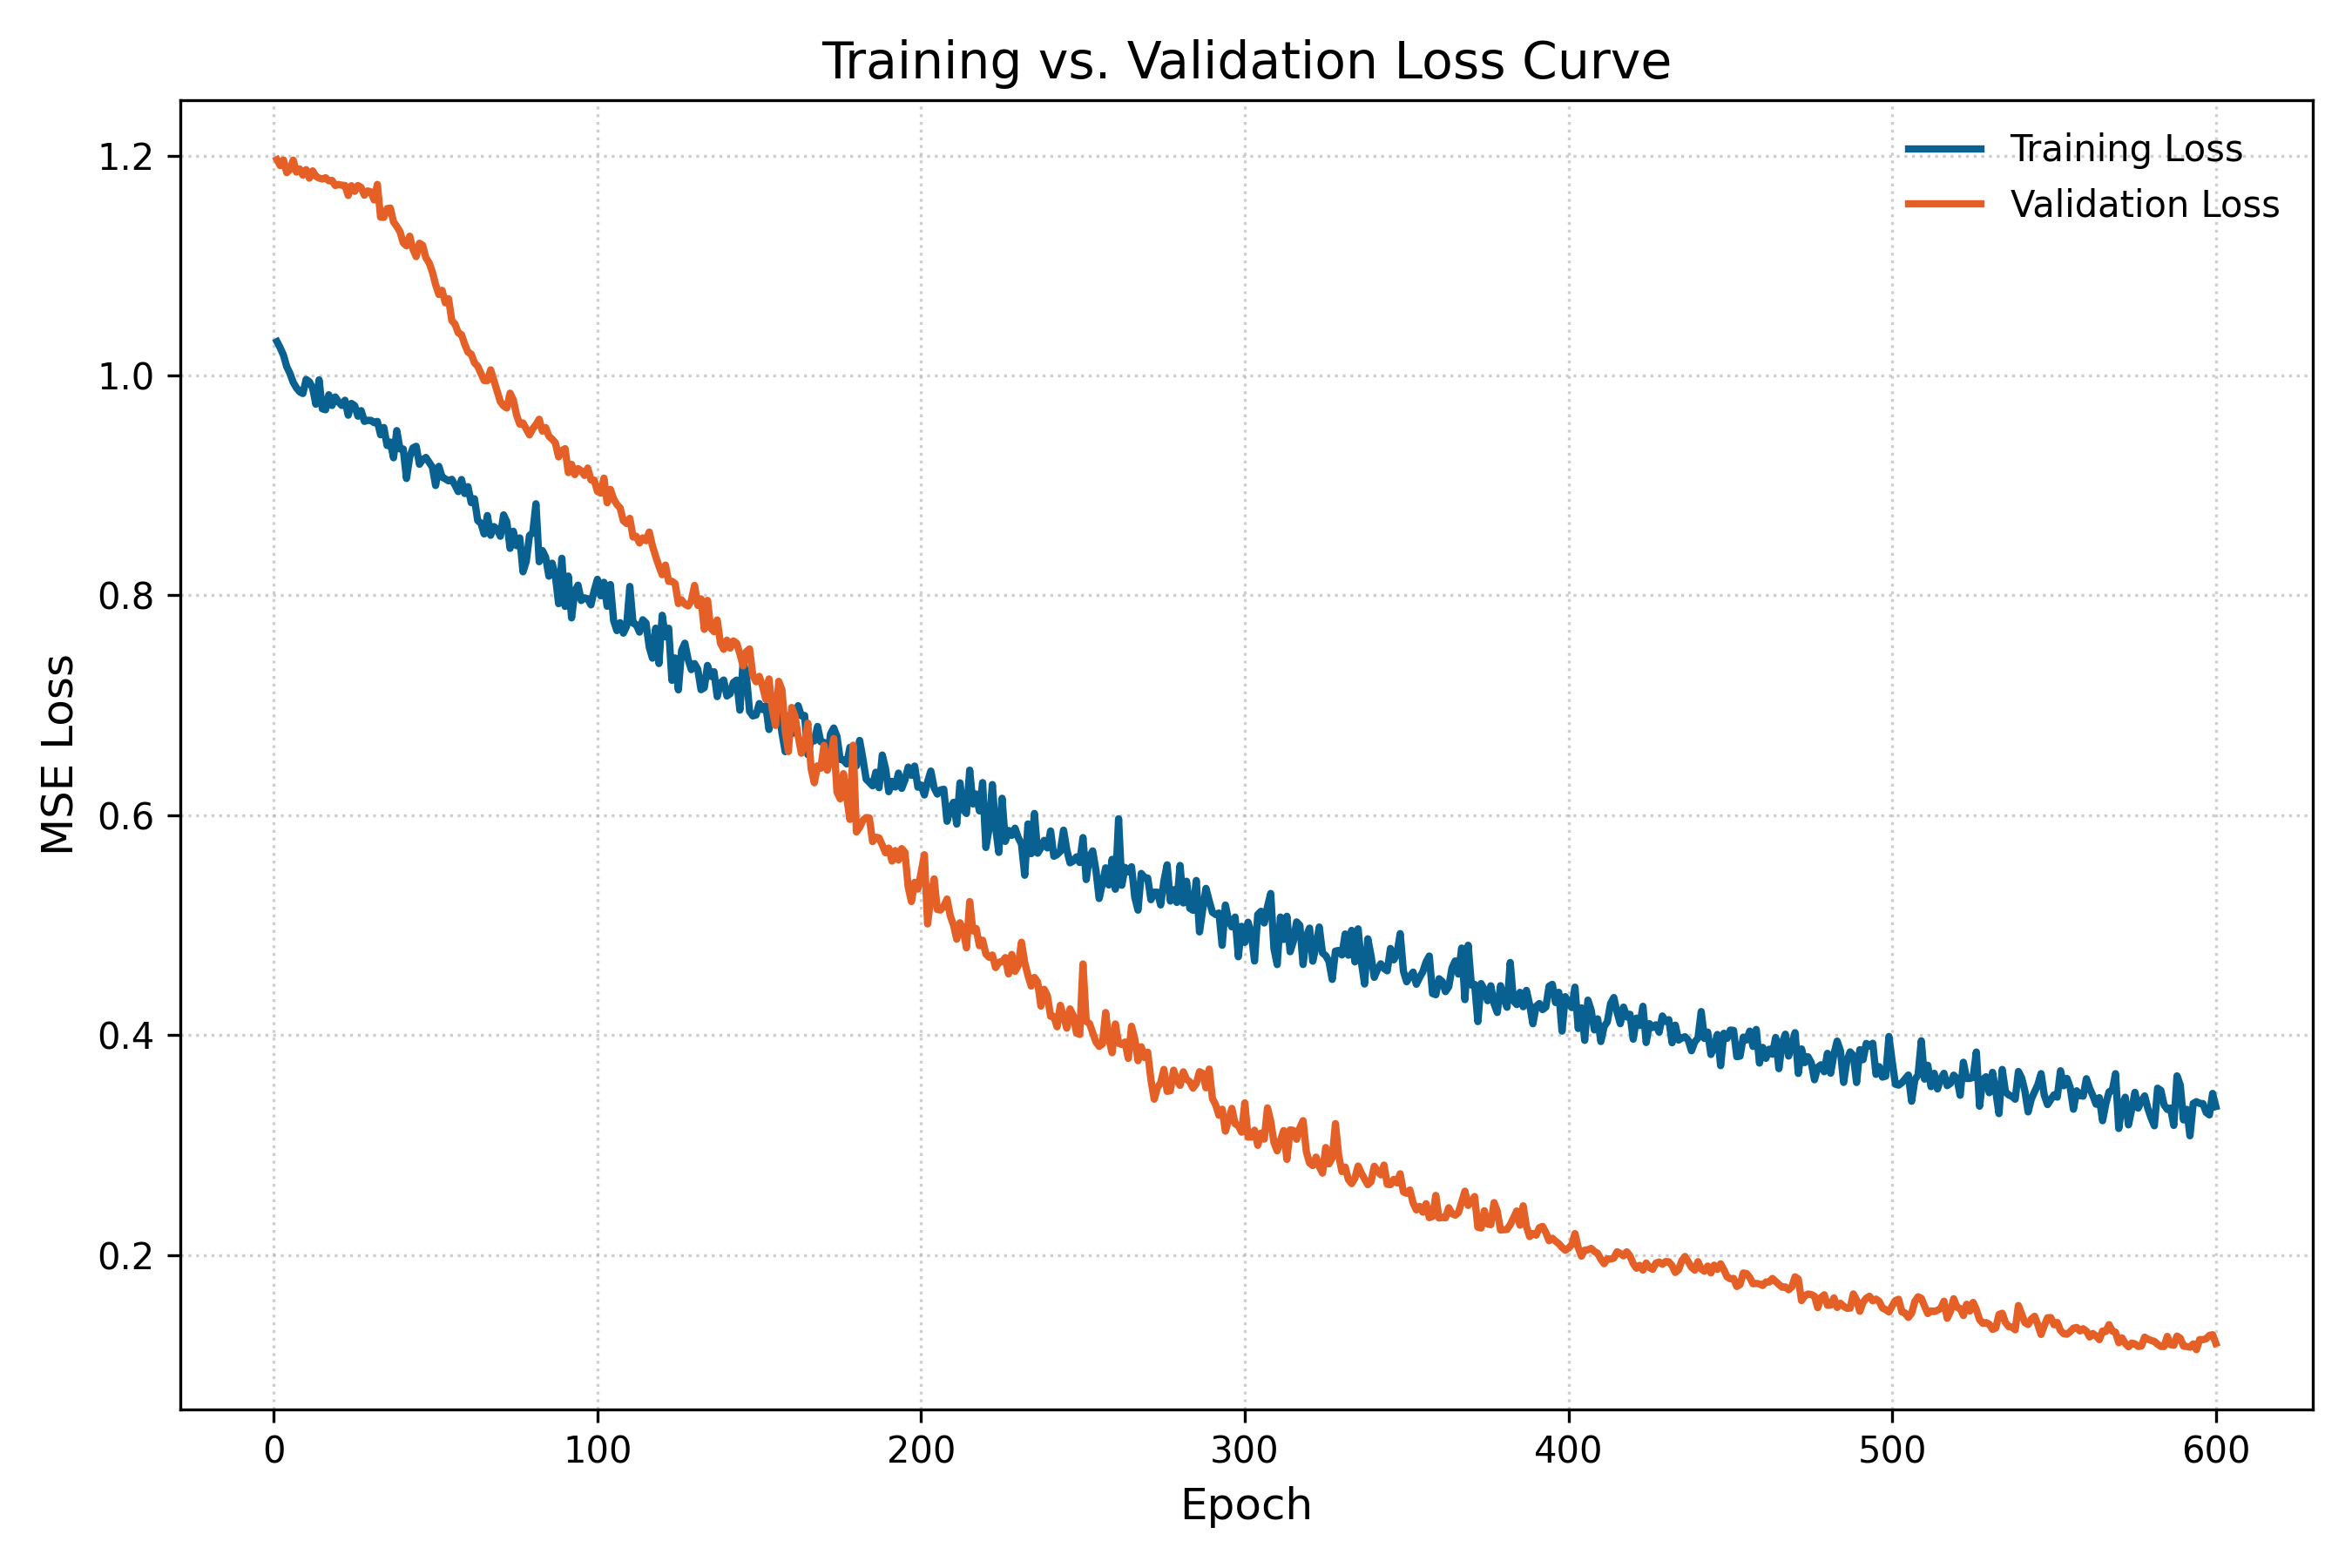 Training vs. Validation Loss Curve
Training Loss
Validation Loss
MSE Loss
1.2
1.0
0.8
0.6
0.4
0.2
0 100 200 300 400 500 600
Epoch